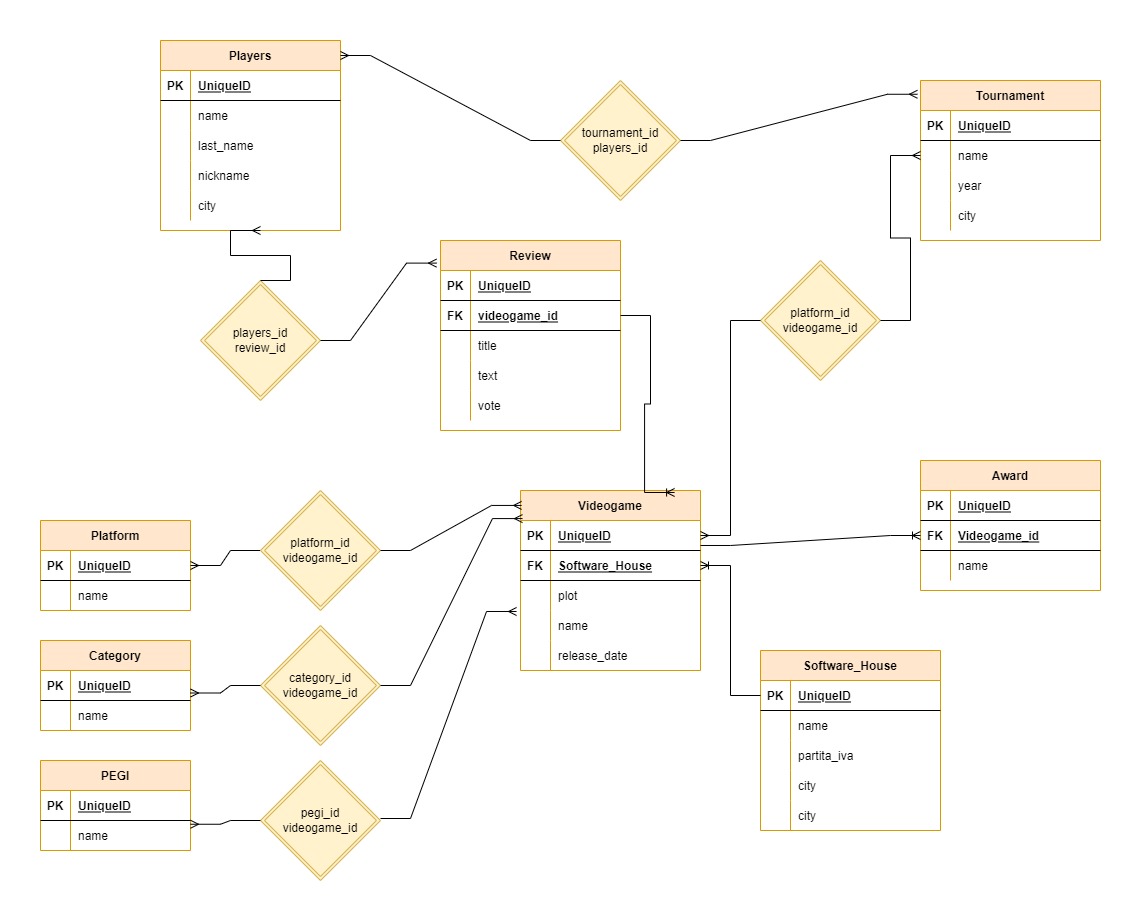 Players
PK UniqueID
name
last_name
nickname
city
tournament_id
players_id
Tournament
PK UniqueID
name
year
city
players_id
review_id
Review
PK UniqueID
FK videogame_id
title
text
vote
platform_id
videogame_id
Platform
PK UniqueID
name
platform_id
videogame_id
Videogame
PK UniqueID
FK Software_House
plot
name
release_date
Award
PK UniqueID
FK Videogame_id
name
Category
PK UniqueID
name
category_id
videogame_id
Software_House
PK UniqueID
name
partita_iva
city
city
PEGI
PK UniqueID
name
pegi_id
videogame_id